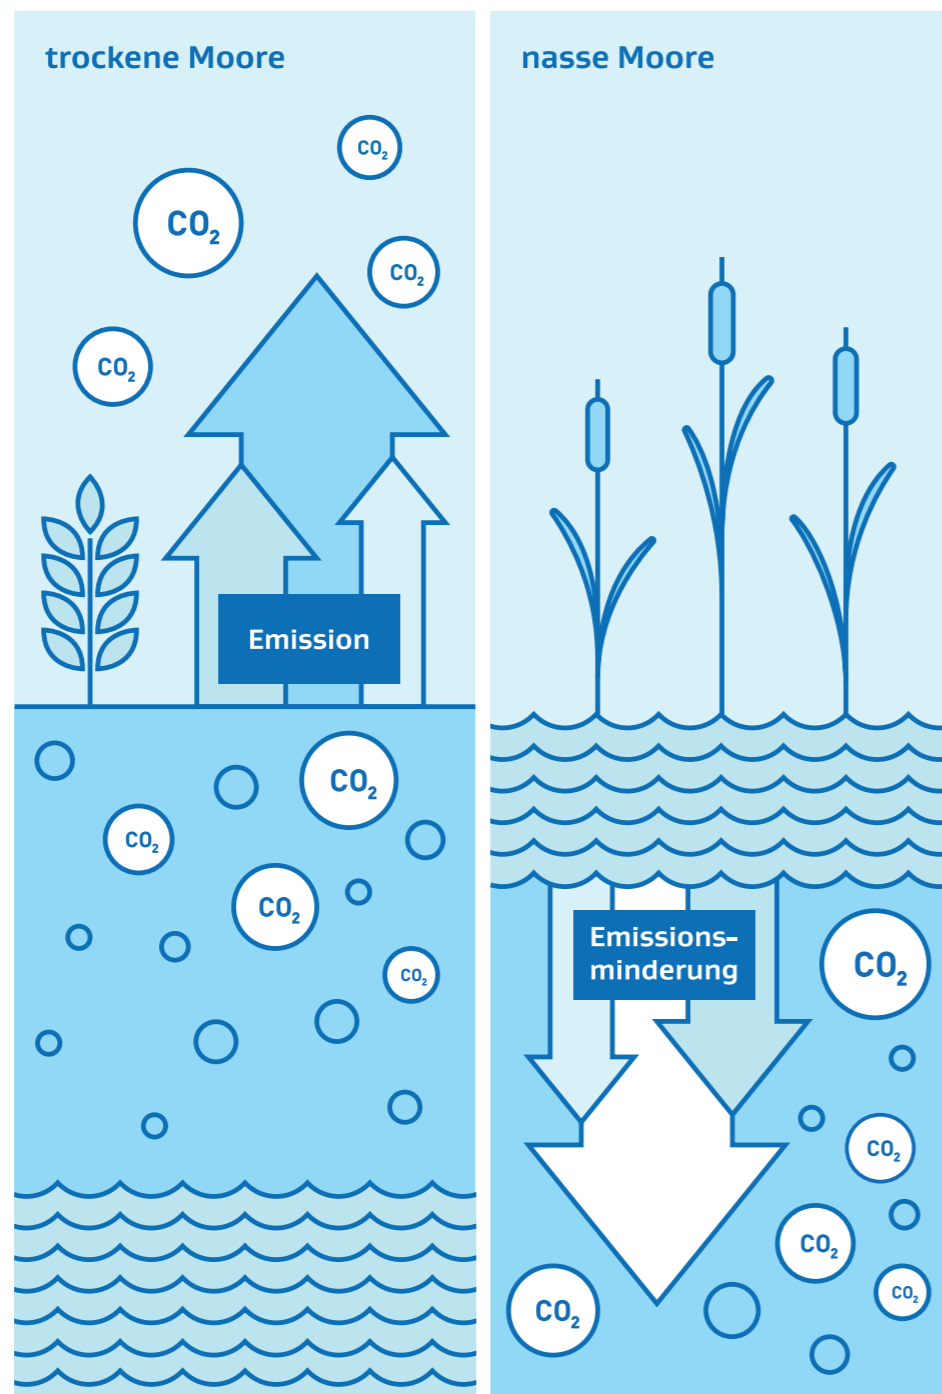 trockene Moore
CO₂
CO₂
CO₂
CO₂
Emission
CO₂
CO₂
CO₂
CO₂
nasse Moore
Emissions-
minderung
CO₂
CO₂
CO₂
CO₂
CO₂